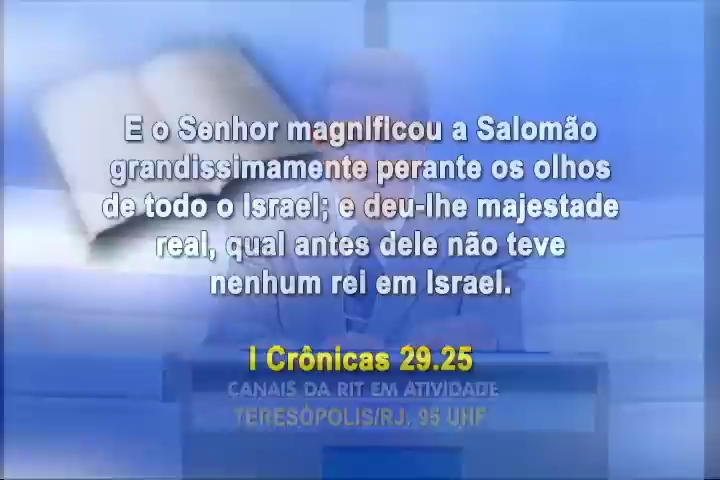 E o Senhor magnificou a Salomão
grandissimamente perante os olhos
de todo o Israel; e deu-lhe majestade
real, qual antes dele não teve
nenhum rei em Israel.
I Crônicas 29.25
CANAIS DA RIT EM ATIVIDADE
TERESÓPOLIS/RJ. 95 UHF